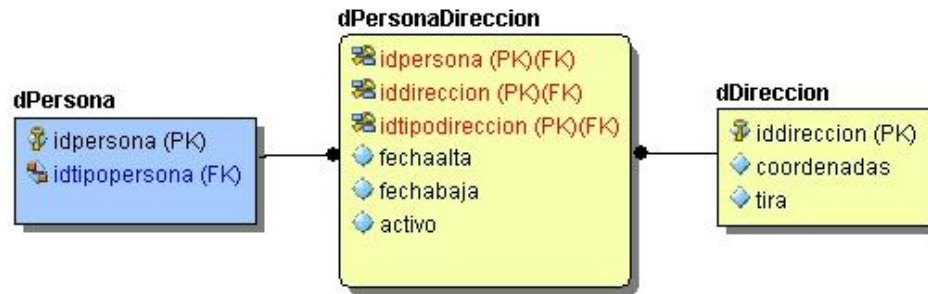 dPersonaDireccion
idpersona (PK)(FK)
iddireccion (PK)(FK)
idtipodireccion (PK)(FK)
fechaalta
fechabaja
activo
dPersona
idpersona (PK)
idtipopersona (FK)
dDireccion
iddireccion (PK)
coordenadas
tira